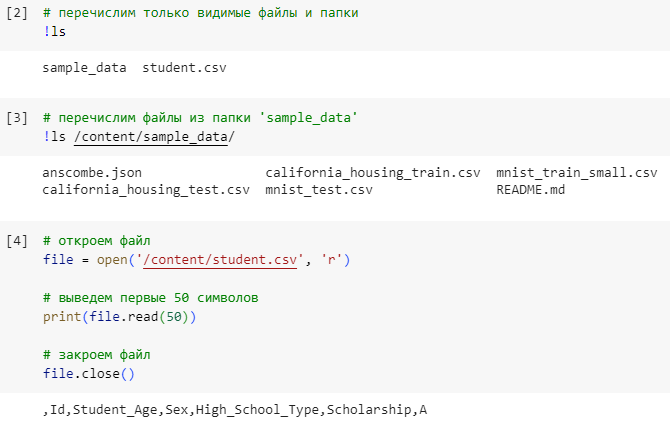 [2] # перечислим только видимые файлы и папки
!ls
sample_data student.csv
[3] # перечислим файлы из папки 'sample_data'
!ls /content/sample_data/
anscombe.json california_housing_train.csv mnist_train_small.csv
california_housing_test.csv mnist_test.csv README.md
[4] # откроем файл
file = open('/content/student.csv', 'r')
# выведем первые 50 символов
print(file.read(50))
# закроем файл
file.close()
,Id,Student_Age,Sex,High_School_Type,Scholarship,A